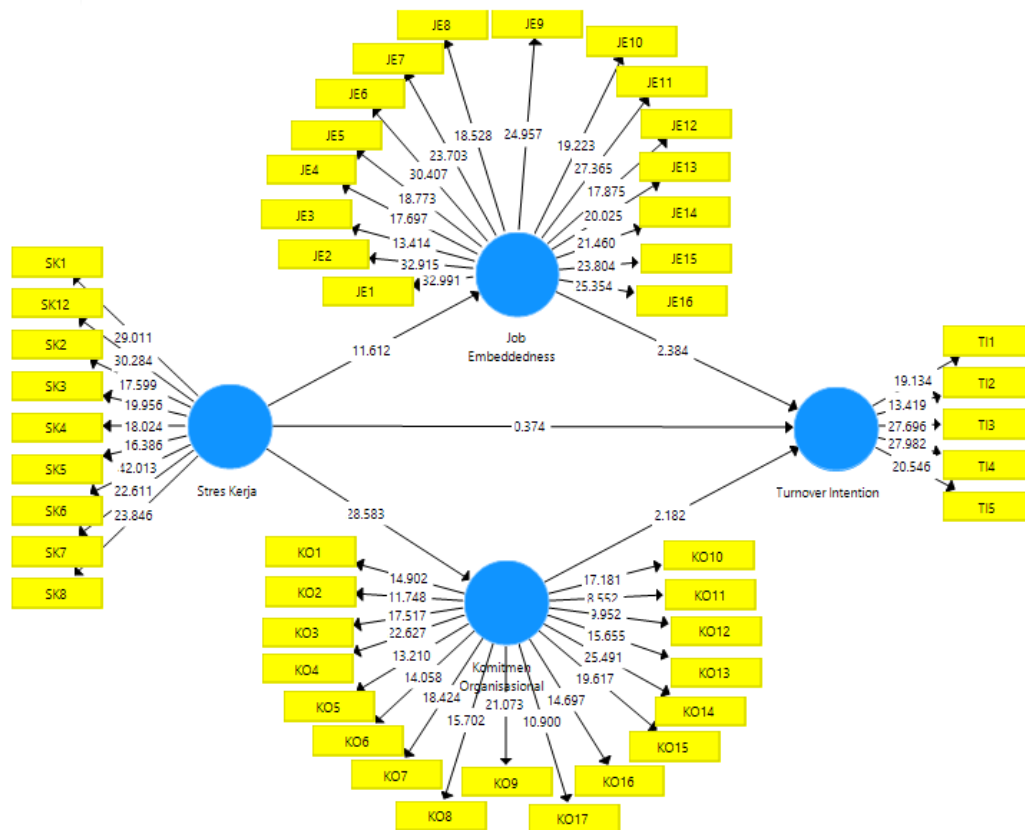 JE8
JE9
JE10
JE7
JE11
JE6
JE12
JE5
JE13
JE4
JE14
JE3
JE15
JE2
JE16
JE1
18.528
24.957
19.223
23.703
27.365
30.407
17.875
18.773
20.025
17.697
21.460
13.414
23.804
32.915
25.354
32.991
Job
Embeddedness
SK1
SK12
SK2
SK3
SK4
SK5
SK6
SK7
SK8
29.011
30.284
17.599
19.956
18.024
16.386
42.013
22.611
23.846
Stres Kerja
11.612
2.384
0.374
28.583
2.182
TI1
TI2
TI3
TI4
TI5
19.134
13.419
27.696
27.982
20.546
Turnover Intention
KO1
KO2
KO3
KO4
KO5
KO6
KO7
KO8
KO9
KO10
KO11
KO12
KO13
KO14
KO15
KO16
KO17
14.902
11.748
17.517
22.627
13.210
14.058
18.424
15.702
21.073
17.181
8.552
9.952
15.655
25.491
19.617
14.697
10.900
Komitmen
Organisasional